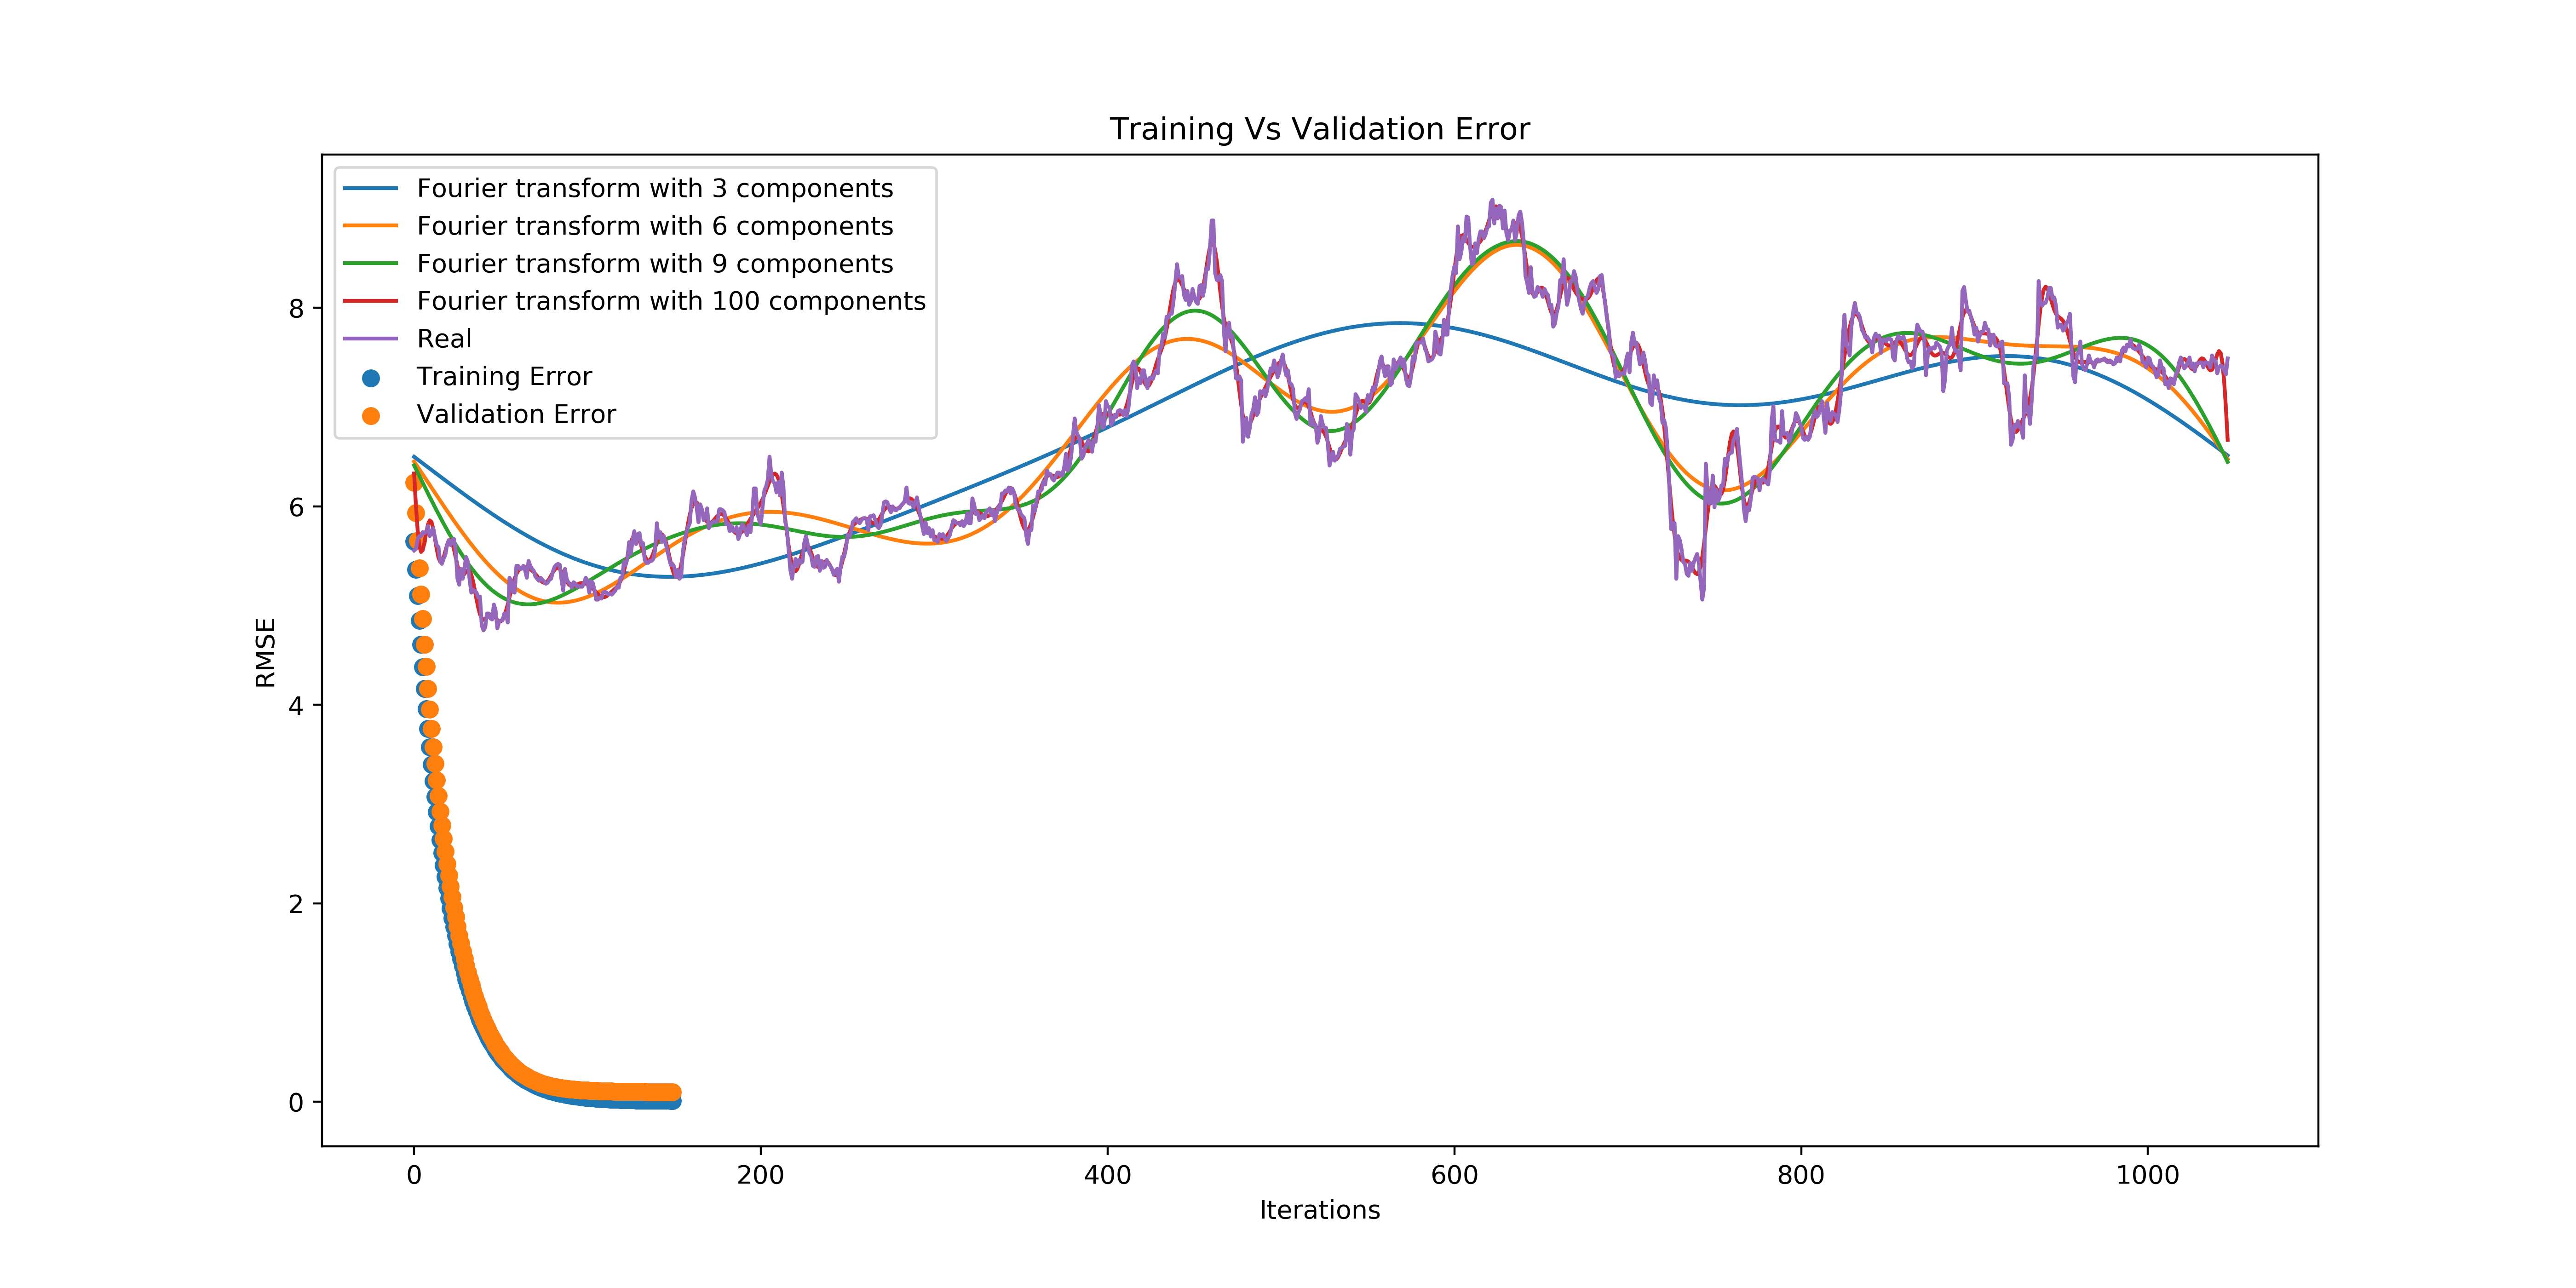 Training Vs Validation Error
Fourier transform with 3 components
Fourier transform with 6 components
Fourier transform with 9 components
Fourier transform with 100 components
Real
Training Error
Validation Error
8
6
4
2
0
RMSE
0 200 400 600 800 1000
Iterations